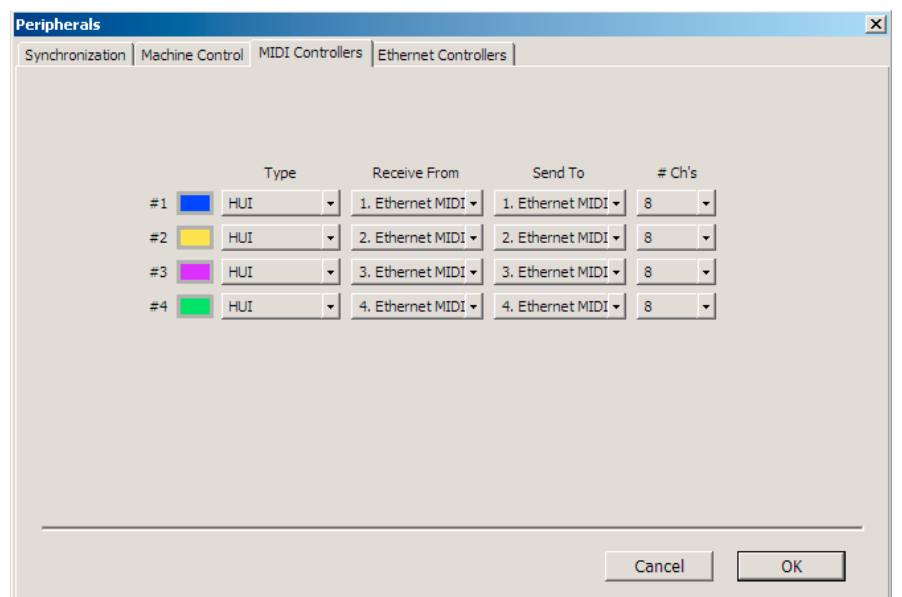 Peripherals
Synchronization Machine Control MIDI Controllers Ethernet Controllers
Type Receive From Send To # Ch's
#1 HUI 1. Ethernet MIDI 1. Ethernet MIDI 8
#2 HUI 2. Ethernet MIDI 2. Ethernet MIDI 8
#3 HUI 3. Ethernet MIDI 3. Ethernet MIDI 8
#4 HUI 4. Ethernet MIDI 4. Ethernet MIDI 8
Cancel OK